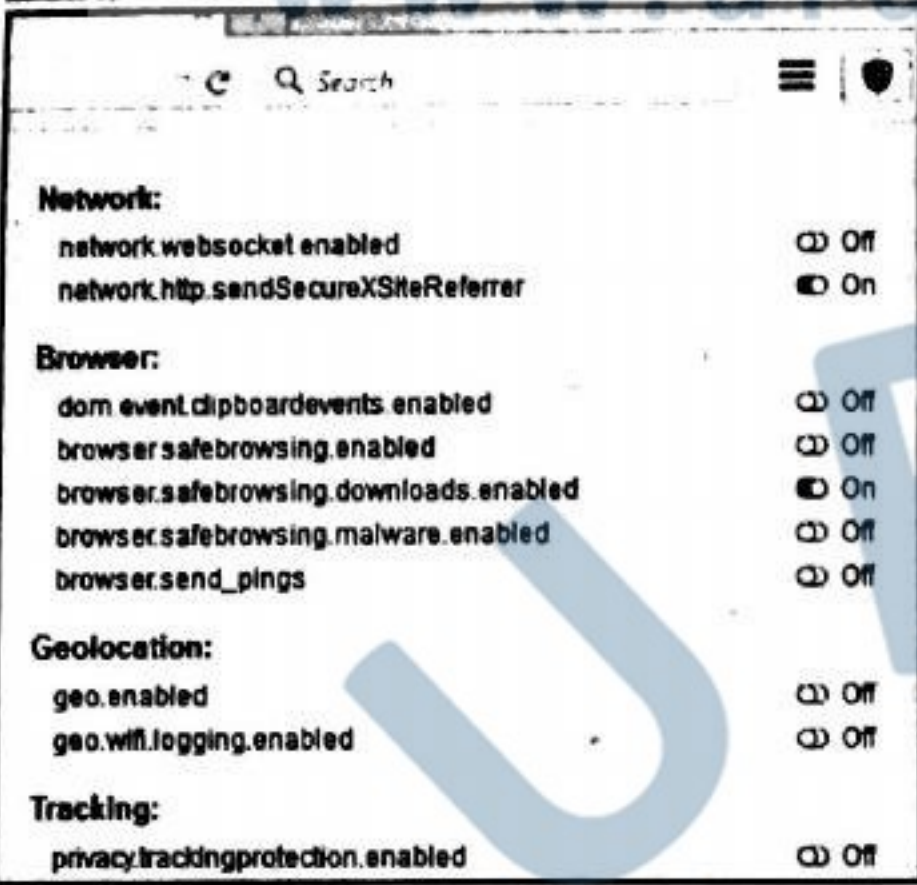 Search
Network:
network.websocket.enabled Off
network.http.sendSecureXSiteReferrer On
Browser:
dom.event.clipboardevents.enabled Off
browser.safebrowsing.enabled Off
browser.safebrowsing.downloads.enabled On
browser.safebrowsing.malware.enabled Off
browser.send_pings Off
Geolocation:
geo.enabled Off
geo.wifi.logging.enabled Off
Tracking:
privacy.trackingprotection.enabled Off